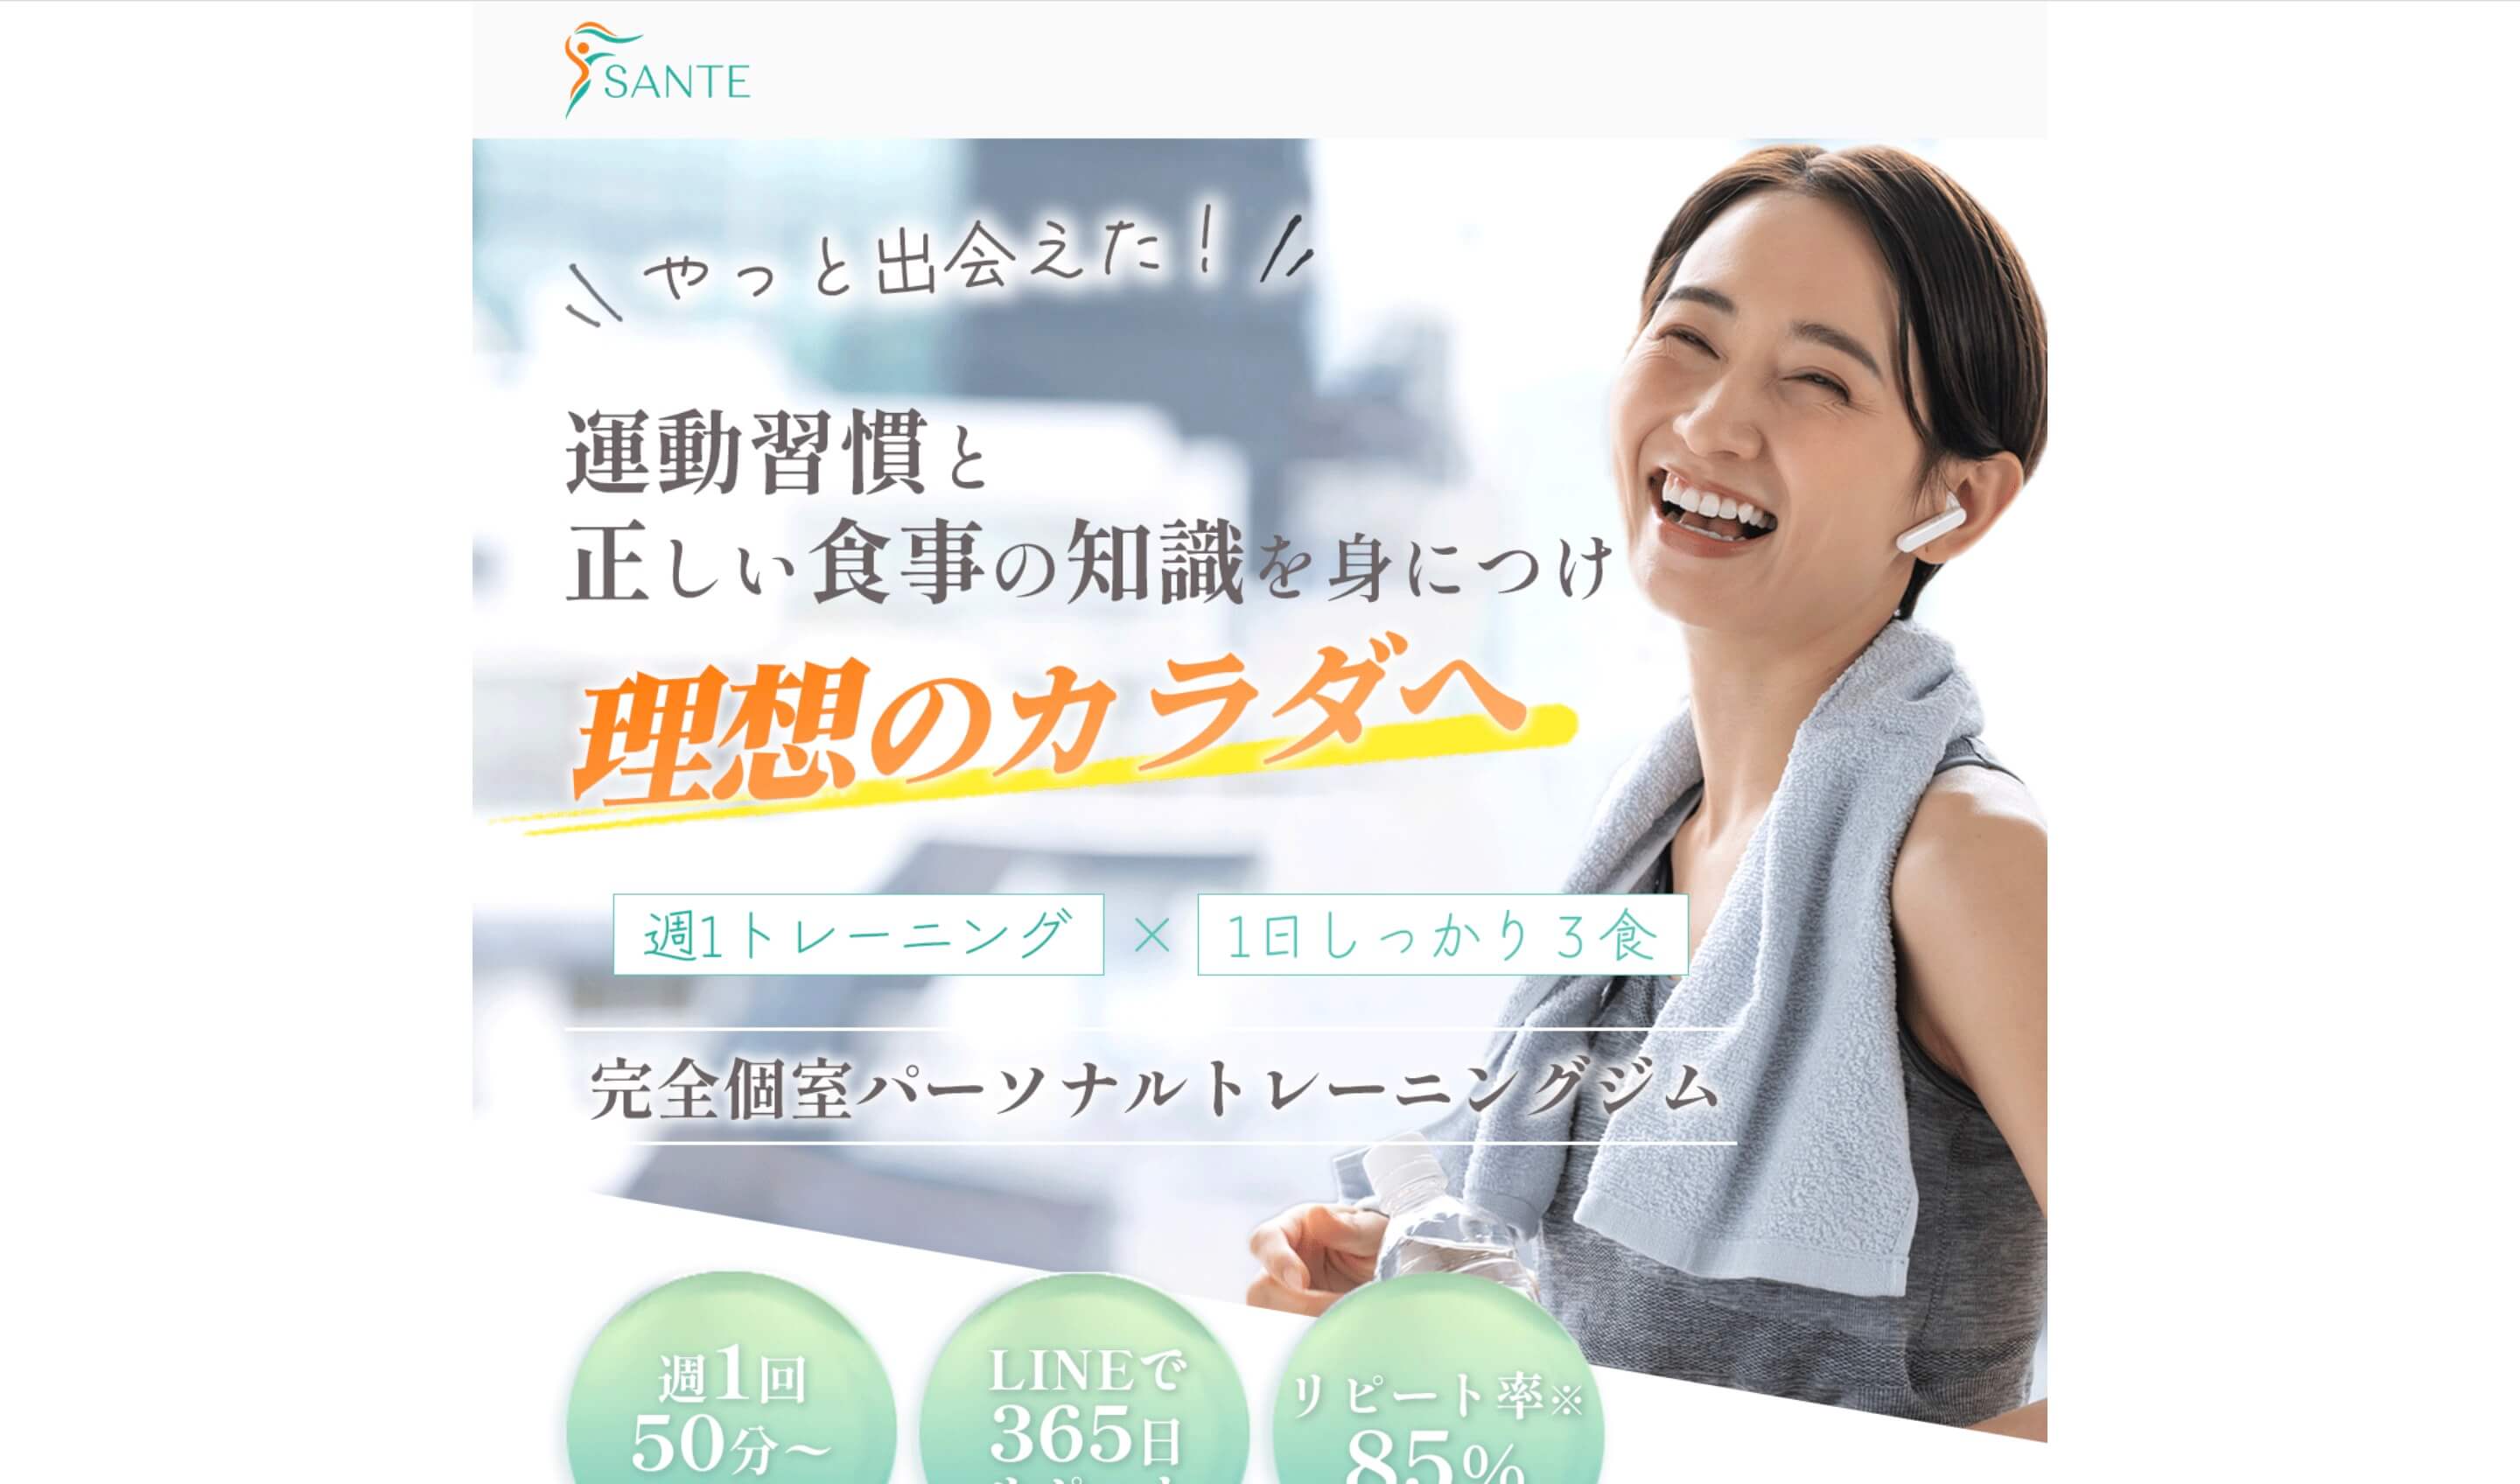 SANTE
やっと出会えた！
運動習慣と
正しい食事の知識を身につけ
理想のカラダへ
週1トレーニング × 1日しっかり3食
完全個室パーソナルトレーニングジム
週1回
50分～
LINEで
365日
リピート率※
85%